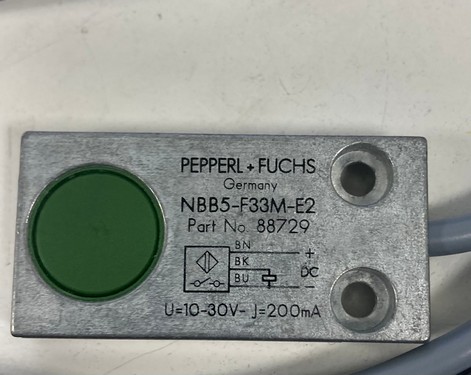 PEPPERL+FUCHS
Germany
NBB5-F33M-E2
Part No. 88729
BN +
BK
DC
BU -
U=10-30V- J=200mA